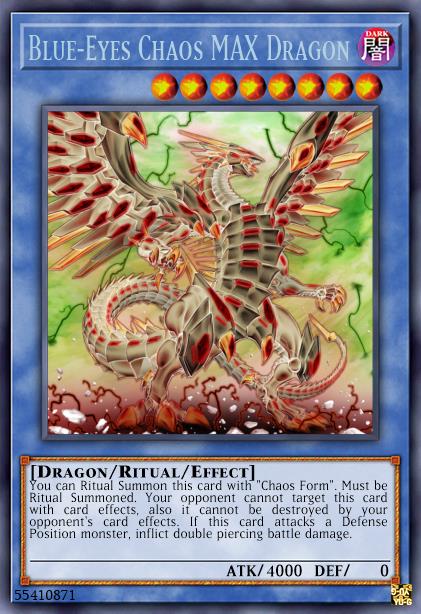 Blue-Eyes Chaos MAX Dragon
DARK
闇
[Dragon/Ritual/Effect]
You can Ritual Summon this card with "Chaos Form". Must be
Ritual Summoned. Your opponent cannot target this card
with card effects, also it cannot be destroyed by your
opponent's card effects. If this card attacks a Defense
Position monster, inflict double piercing battle damage.
ATK/4000 DEF/ 0
55410871